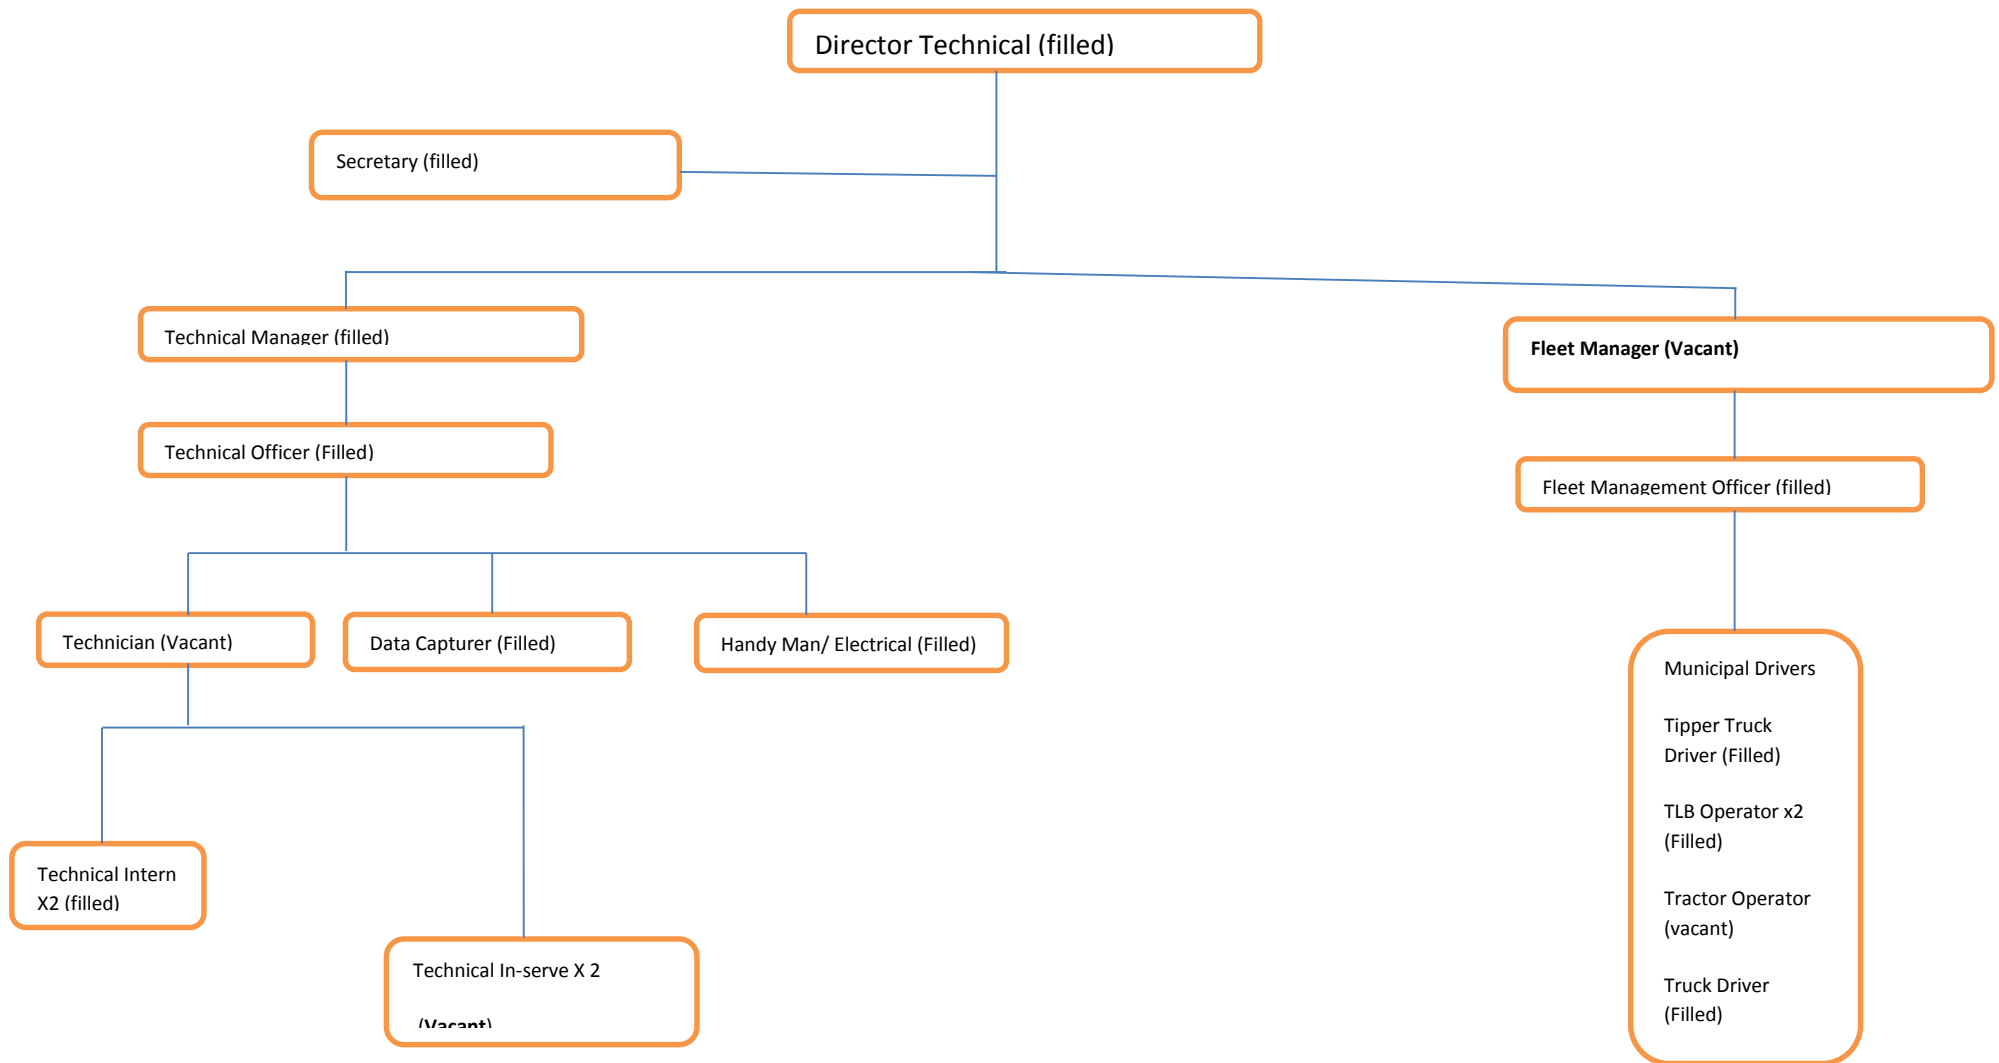 Director Technical (filled)
Secretary (filled)
Technical Manager (filled)
Fleet Manager (Vacant)
Technical Officer (Filled)
Fleet Management Officer (filled)
Technician (Vacant)
Data Capturer (Filled)
Handy Man/ Electrical (Filled)
Municipal Drivers
Tipper Truck
Driver (Filled)
TLB Operator x2
(Filled)
Tractor Operator
(vacant)
Truck Driver
(Filled)
Technical Intern
X2 (filled)
Technical In-serve X 2
(Vacant)